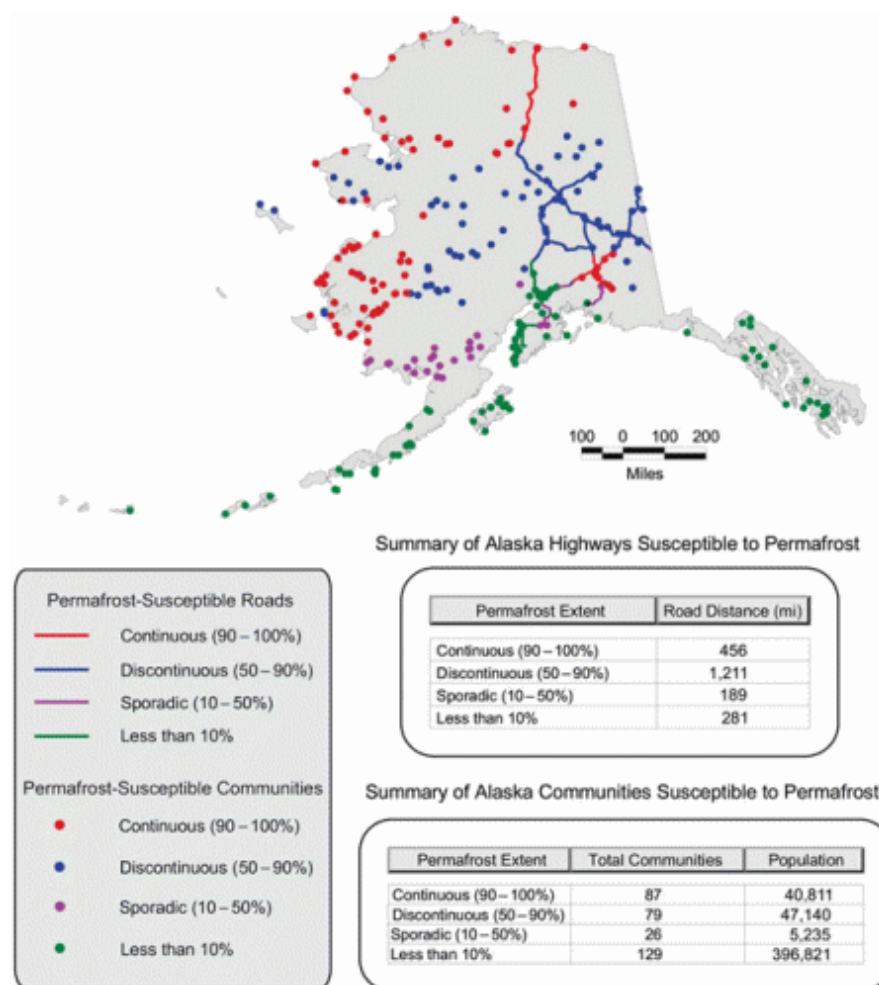 100 0 100 200
Miles
Summary of Alaska Highways Susceptible to Permafrost
Permafrost Extent Road Distance (mi)
Continuous (90–100%) 456
Discontinuous (50–90%) 1,211
Sporadic (10–50%) 189
Less than 10% 281
Permafrost-Susceptible Roads
Continuous (90–100%)
Discontinuous (50–90%)
Sporadic (10–50%)
Less than 10%
Permafrost-Susceptible Communities
Continuous (90–100%)
Discontinuous (50–90%)
Sporadic (10–50%)
Less than 10%
Summary of Alaska Communities Susceptible to Permafrost
Permafrost Extent Total Communities Population
Continuous (90–100%) 87 40,811
Discontinuous (50–90%) 79 47,140
Sporadic (10–50%) 26 5,235
Less than 10% 129 396,821